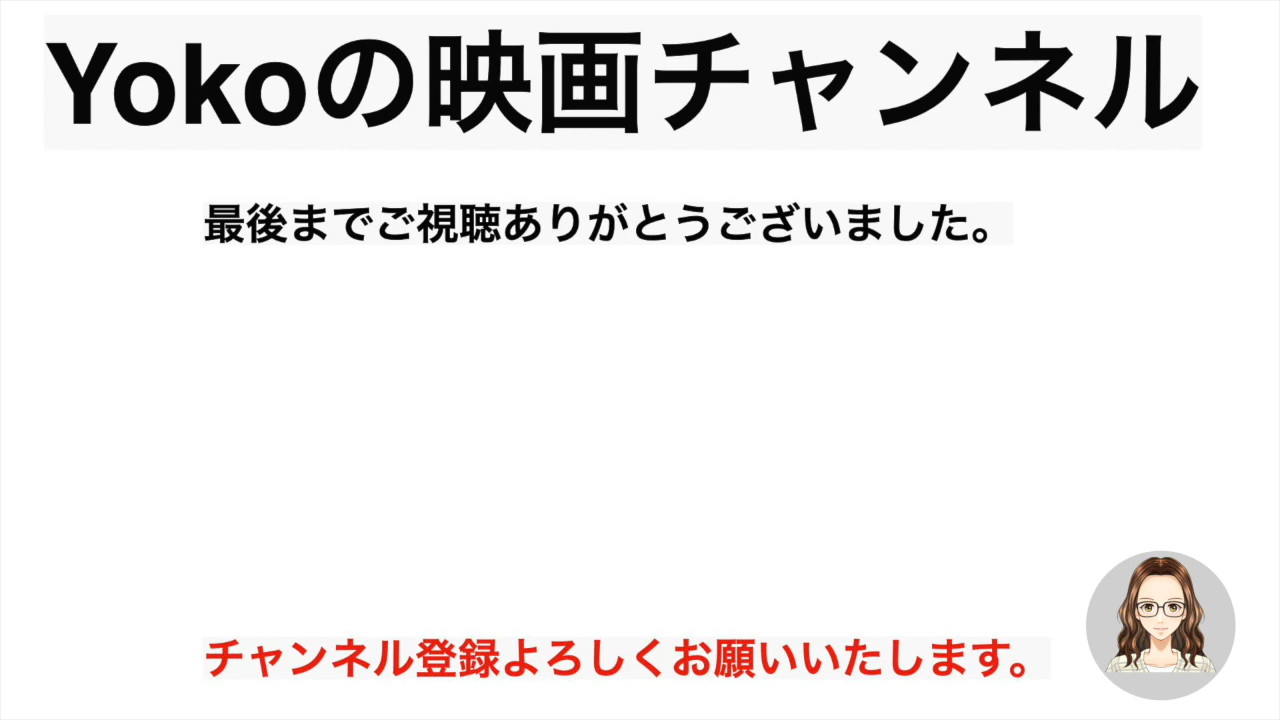 Yokoの映画チャンネル
最後までご視聴ありがとうございました。
チャンネル登録よろしくお願いいたします。